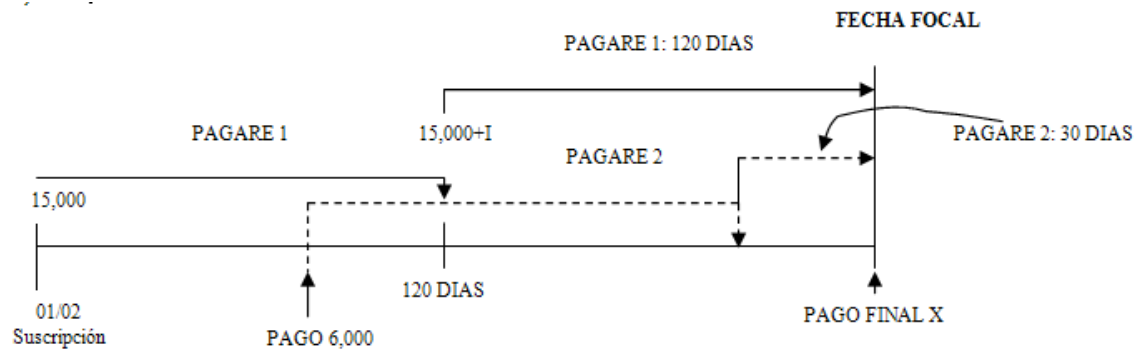 FECHA FOCAL
PAGARE 1: 120 DIAS
PAGARE 1
15,000+I
PAGARE 2: 30 DIAS
PAGARE 2
15,000
120 DIAS
01/02
Suscripción
PAGO 6,000
PAGO FINAL X